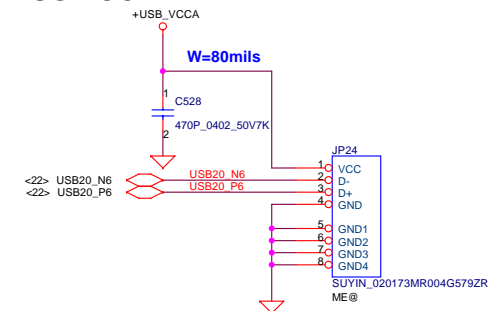 +USB_VCCA
W=80mils
1
C528
470P_0402_50V7K
2
JP24
1 VCC
<22> USB20_N6 USB20_N6 2 D-
<22> USB20_P6 USB20_P6 3 D+
4 GND
5 GND1
6 GND2
7 GND3
8 GND4
SUYIN_020173MR004G579ZR
ME@